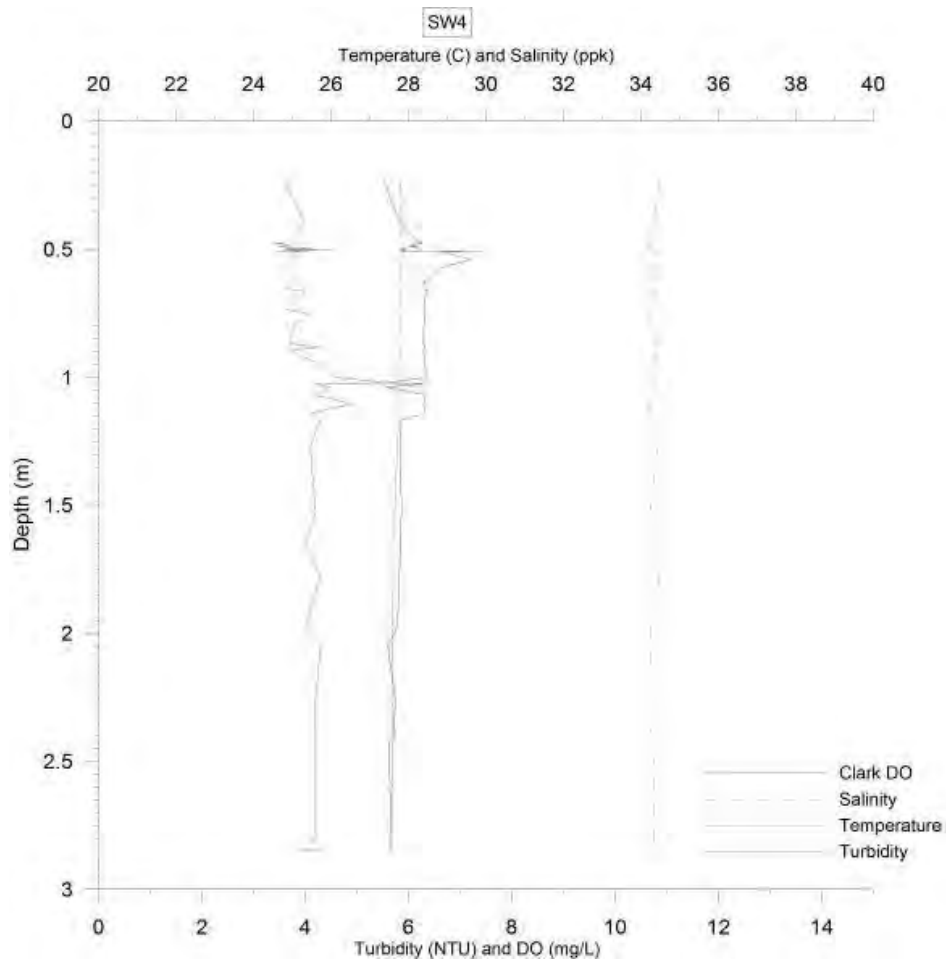 SW4
Temperature (C) and Salinity (ppk)
20 22 24 26 28 30 32 34 36 38 40
0
0.5
1
1.5
2
2.5
3
Depth (m)
Clark DO
Salinity
Temperature
Turbidity
0 2 4 6 8 10 12 14
Turbidity (NTU) and DO (mg/L)